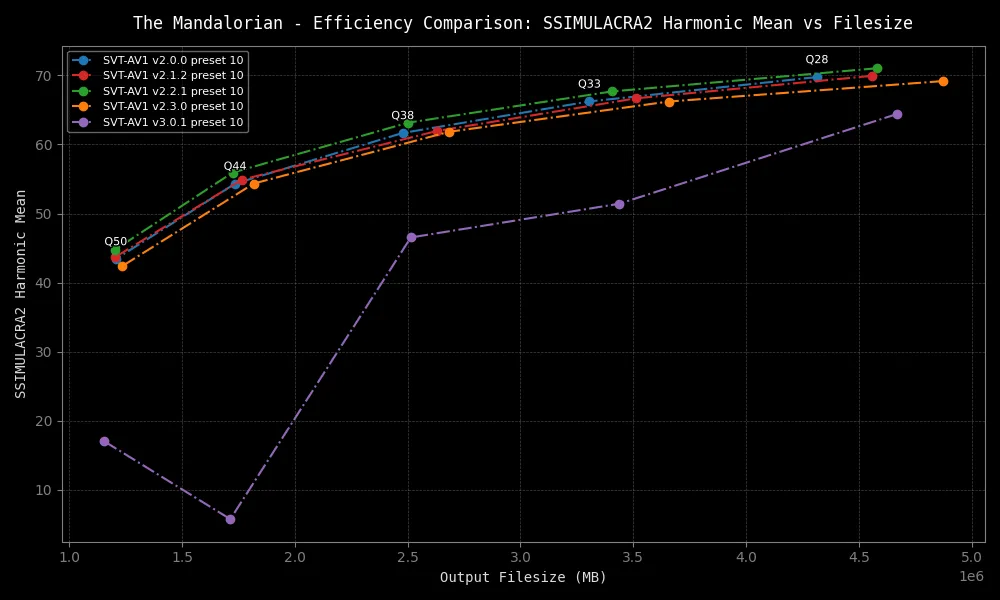 The Mandalorian - Efficiency Comparison: SSIMULACRA2 Harmonic Mean vs Filesize
SVT-AV1 v2.0.0 preset 10
SVT-AV1 v2.1.2 preset 10
SVT-AV1 v2.2.1 preset 10
SVT-AV1 v2.3.0 preset 10
SVT-AV1 v3.0.1 preset 10
Q28
Q33
Q38
Q44
Q50
SSIMULACRA2 Harmonic Mean
70
60
50
40
30
20
10
1.0 1.5 2.0 2.5 3.0 3.5 4.0 4.5 5.0
1e6
Output Filesize (MB)